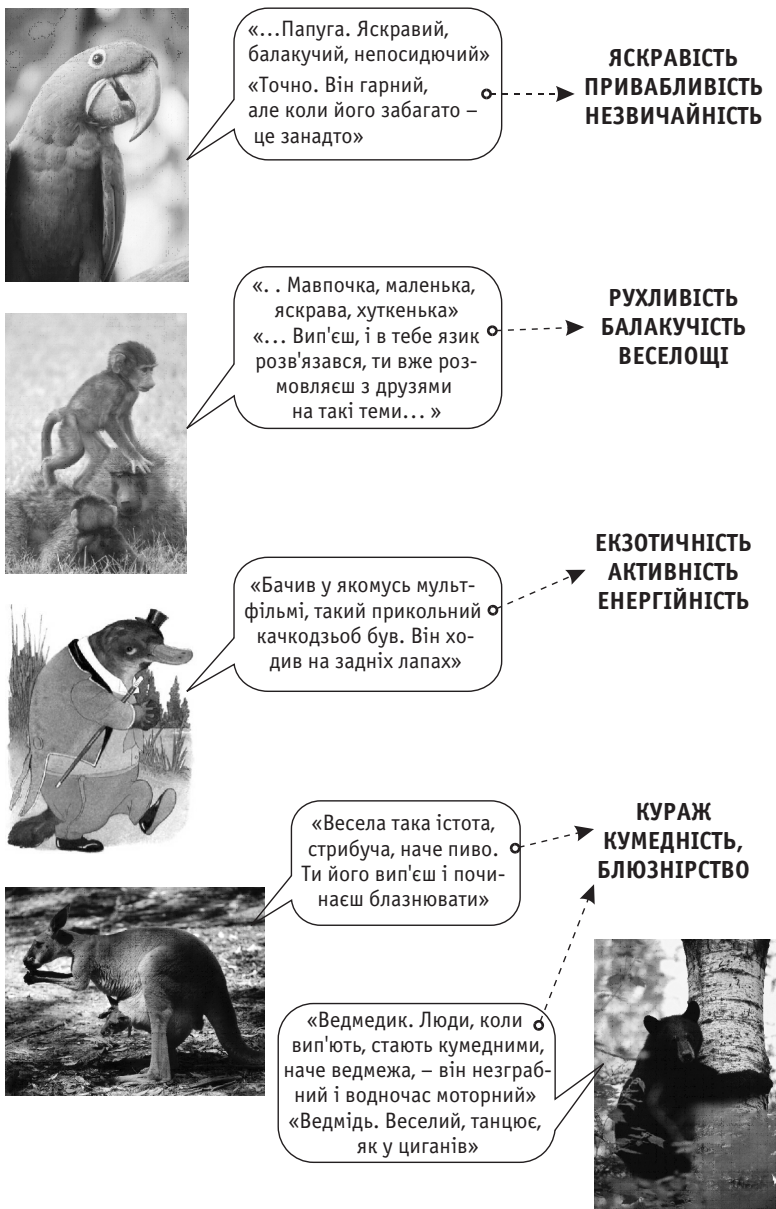 «...Папуга. Яскравий,
балакучий, непосидючий»
«Точно. Він гарний,
але коли його забагато –
це занадто»
ЯСКРАВІСТЬ
ПРИВАБЛИВІСТЬ
НЕЗВИЧАЙНІСТЬ
«. . Мавпочка, маленька,
яскрава, хуткенька»
«... Вип'єш, і в тебе язик
розв'язався, ти вже роз-
мовляєш з друзями
на такі теми... »
РУХЛИВІСТЬ
БАЛАКУЧІСТЬ
ВЕСЕЛОЩІ
«Бачив у якомусь мульт-
фільмі, такий прикольний
качкодзьоб був. Він хо-
див на задніх лапах»
ЕКЗОТИЧНІСТЬ
АКТИВНІСТЬ
ЕНЕРГІЙНІСТЬ
«Весела така істота,
стрибуча, наче пиво.
Ти його вип'єш і почи-
наєш блазнювати»
КУРАЖ
КУМЕДНІСТЬ,
БЛЮЗНІРСТВО
«Ведмедик. Люди, коли
вип'ють, стають кумедними,
наче ведмежа, – він незграб-
ний і водночас моторний»
«Ведмідь. Веселий, танцює,
як у циганів»